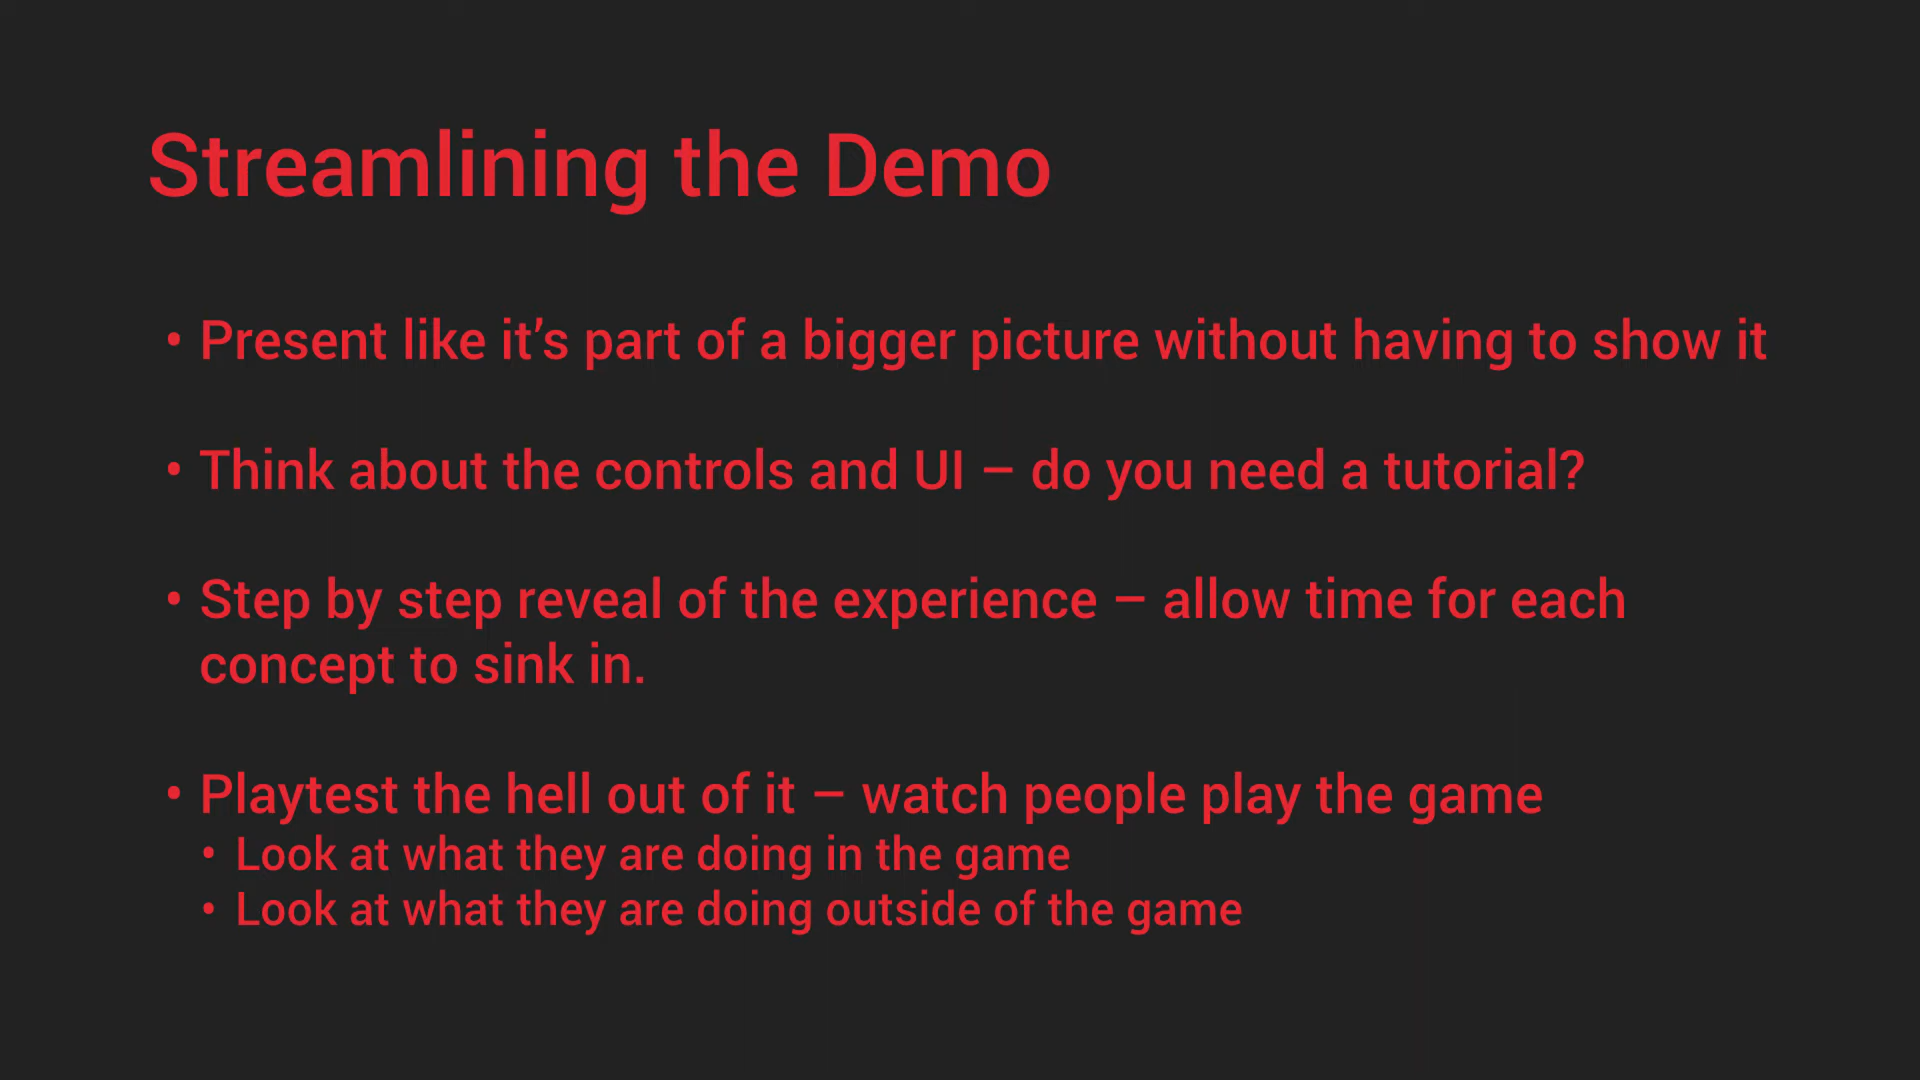 Streamlining the Demo
• Present like it’s part of a bigger picture without having to show it
• Think about the controls and UI – do you need a tutorial?
• Step by step reveal of the experience – allow time for each
concept to sink in.
• Playtest the hell out of it – watch people play the game
• Look at what they are doing in the game
• Look at what they are doing outside of the game